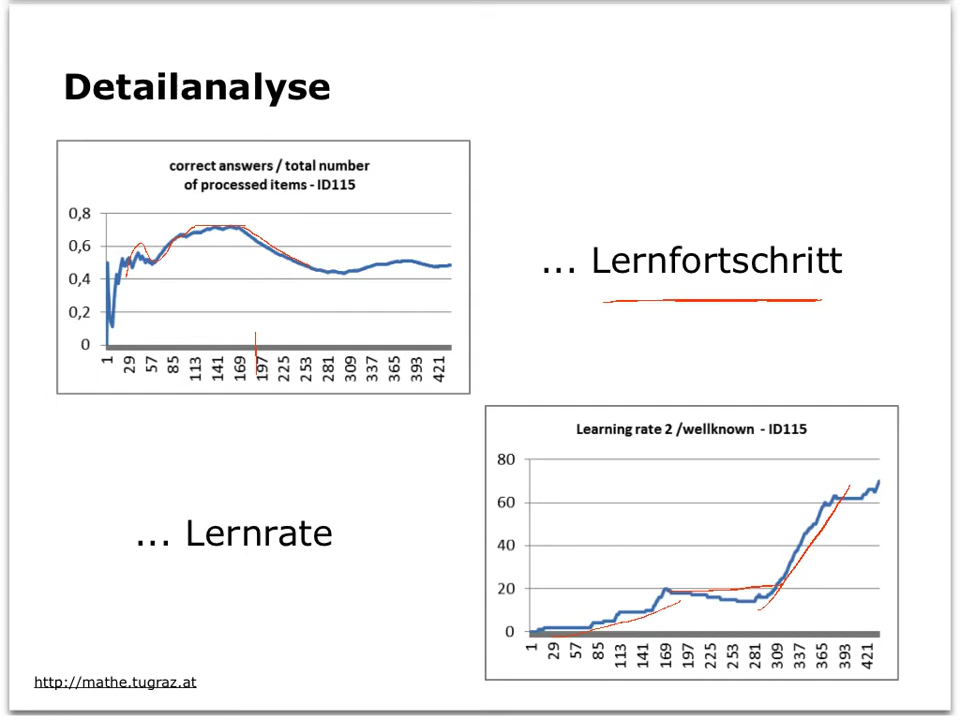 Detailanalyse
correct answers / total number
of processed items - ID115
0,8
0,6
0,4
0,2
0
1 29 57 85 113 141 169 197 225 253 281 309 337 365 393 421
... Lernfortschritt
Learning rate 2 /wellknown - ID115
80
60
40
20
0
1 29 57 85 113 141 169 197 225 253 281 309 337 365 393 421
... Lernrate
http://mathe.tugraz.at